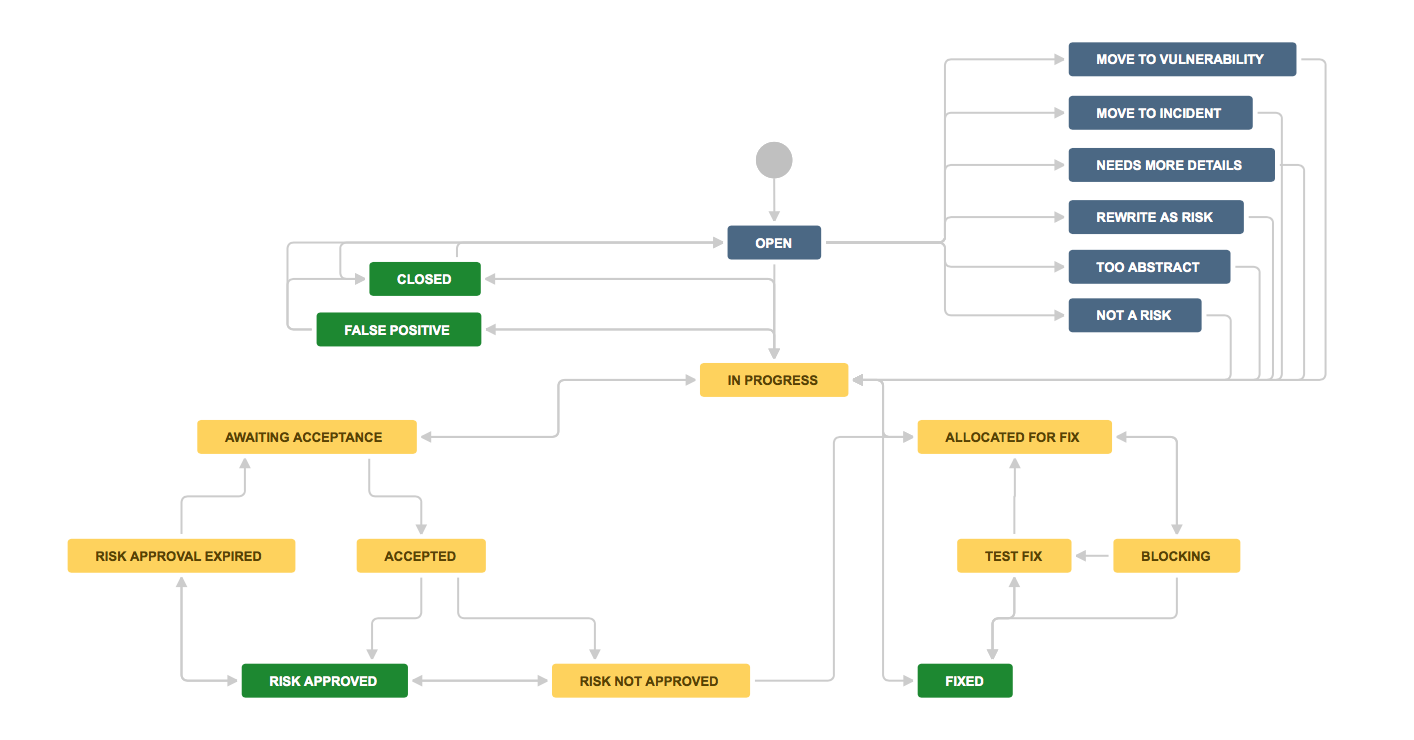 MOVE TO VULNERABILITY
MOVE TO INCIDENT
NEEDS MORE DETAILS
REWRITE AS RISK
OPEN
TOO ABSTRACT
CLOSED
NOT A RISK
FALSE POSITIVE
IN PROGRESS
AWAITING ACCEPTANCE
ALLOCATED FOR FIX
RISK APPROVAL EXPIRED
ACCEPTED
TEST FIX
BLOCKING
RISK APPROVED
RISK NOT APPROVED
FIXED